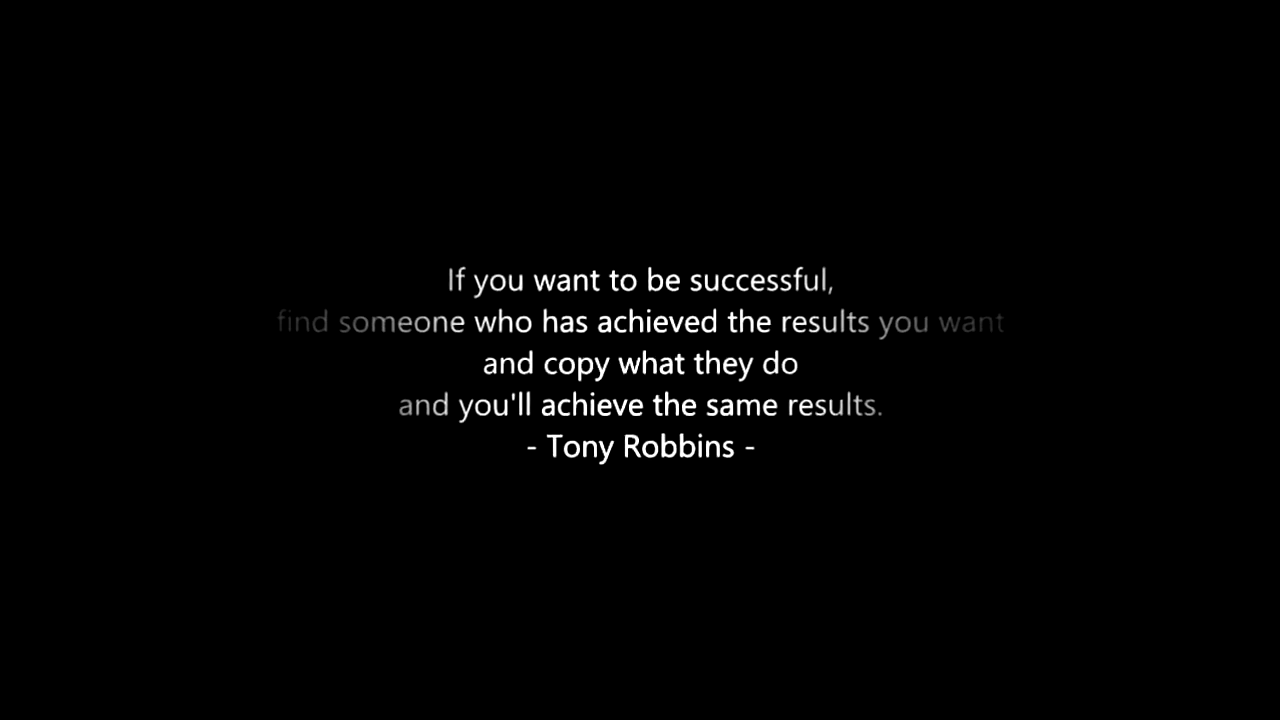 If you want to be successful,
find someone who has achieved the results you want
and copy what they do
and you'll achieve the same results.
- Tony Robbins -